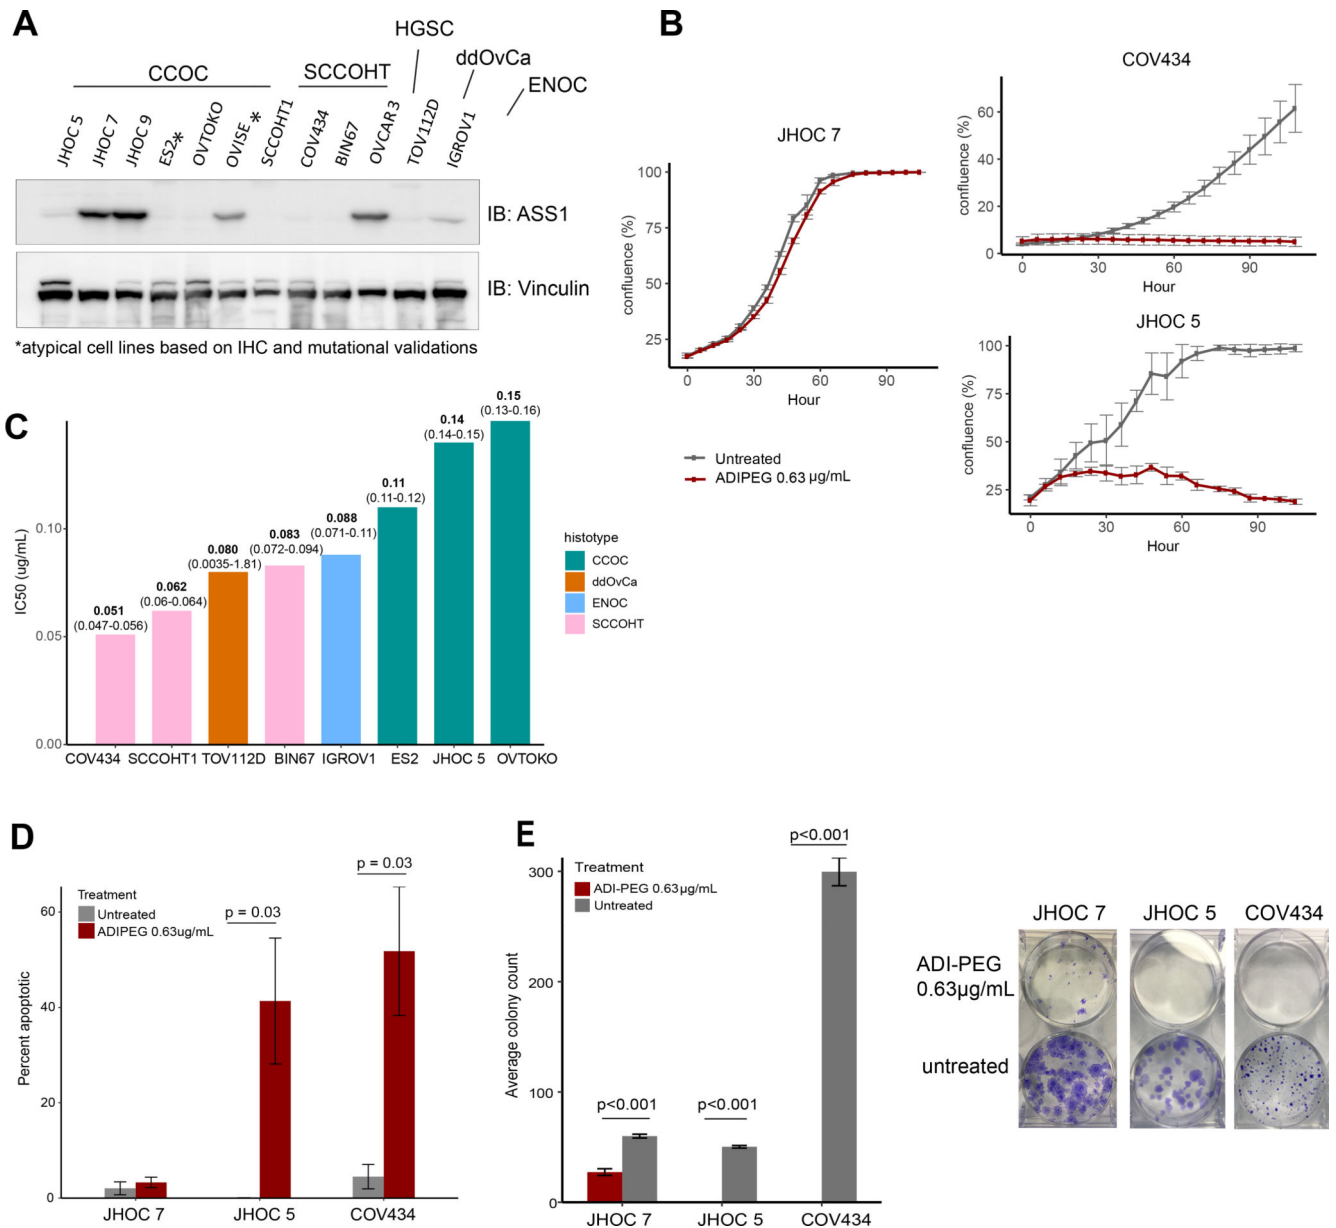 A
HGSC
ddOvCa
ENOC
CCOC
SCCOHT
JHOC 5
JHOC 7
JHOC 9
ES2*
OVTOKO
OVISE *
SCCOHT1
COV434
BIN67
OVCAR3
TOV112D
IGROV1
IB: ASS1
IB: Vinculin
*atypical cell lines based on IHC and mutational validations
B
JHOC 7
confluence (%)
100
75
50
25
0 30 60 90
Hour
COV434
confluence (%)
60
40
20
0
0 30 60 90
Hour
JHOC 5
confluence (%)
100
75
50
25
0 30 60 90
Hour
Untreated
ADIPEG 0.63 µg/mL
C
IC50 (ug/mL)
0.10
0.05
0.00
0.051
(0.047-0.056)
0.062
(0.06-0.064)
0.080
(0.0035-1.81)
0.083
(0.072-0.094)
0.088
(0.071-0.11)
0.11
(0.11-0.12)
0.14
(0.14-0.15)
0.15
(0.13-0.16)
COV434 SCCOHT1 TOV112D BIN67 IGROV1 ES2 JHOC 5 OVTOKO
histotype
CCOC
ddOvCa
ENOC
SCCOHT
D
Percent apoptotic
60
40
20
0
Treatment
Untreated
ADIPEG 0.63ug/mL
p = 0.03
p = 0.03
JHOC 7 JHOC 5 COV434
E
Average colony count
300
200
100
0
Treatment
ADI-PEG 0.63µg/mL
Untreated
p<0.001
p<0.001
p<0.001
JHOC 7 JHOC 5 COV434
JHOC 7 JHOC 5 COV434
ADI-PEG
0.63µg/mL
untreated